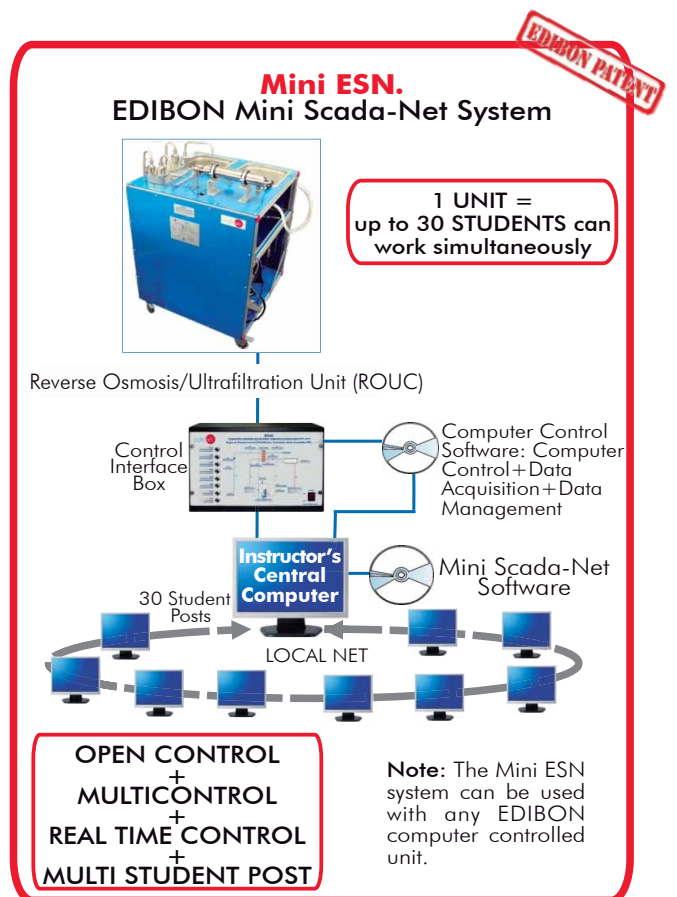 EDIBON PATENT
Mini ESN.
EDIBON Mini Scada-Net System
1 UNIT =
up to 30 STUDENTS can
work simultaneously
Reverse Osmosis/Ultrafiltration Unit (ROUC)
Control
Interface
Box
Computer Control
Software: Computer
Control+Data
Acquisition+Data
Management
Instructor's
Central
Computer
Mini Scada-Net
Software
30 Student
Posts
LOCAL NET
OPEN CONTROL
+
MULTICONTROL
+
REAL TIME CONTROL
+
MULTI STUDENT POST
Note: The Mini ESN
system can be used
with any EDIBON
computer controlled
unit.